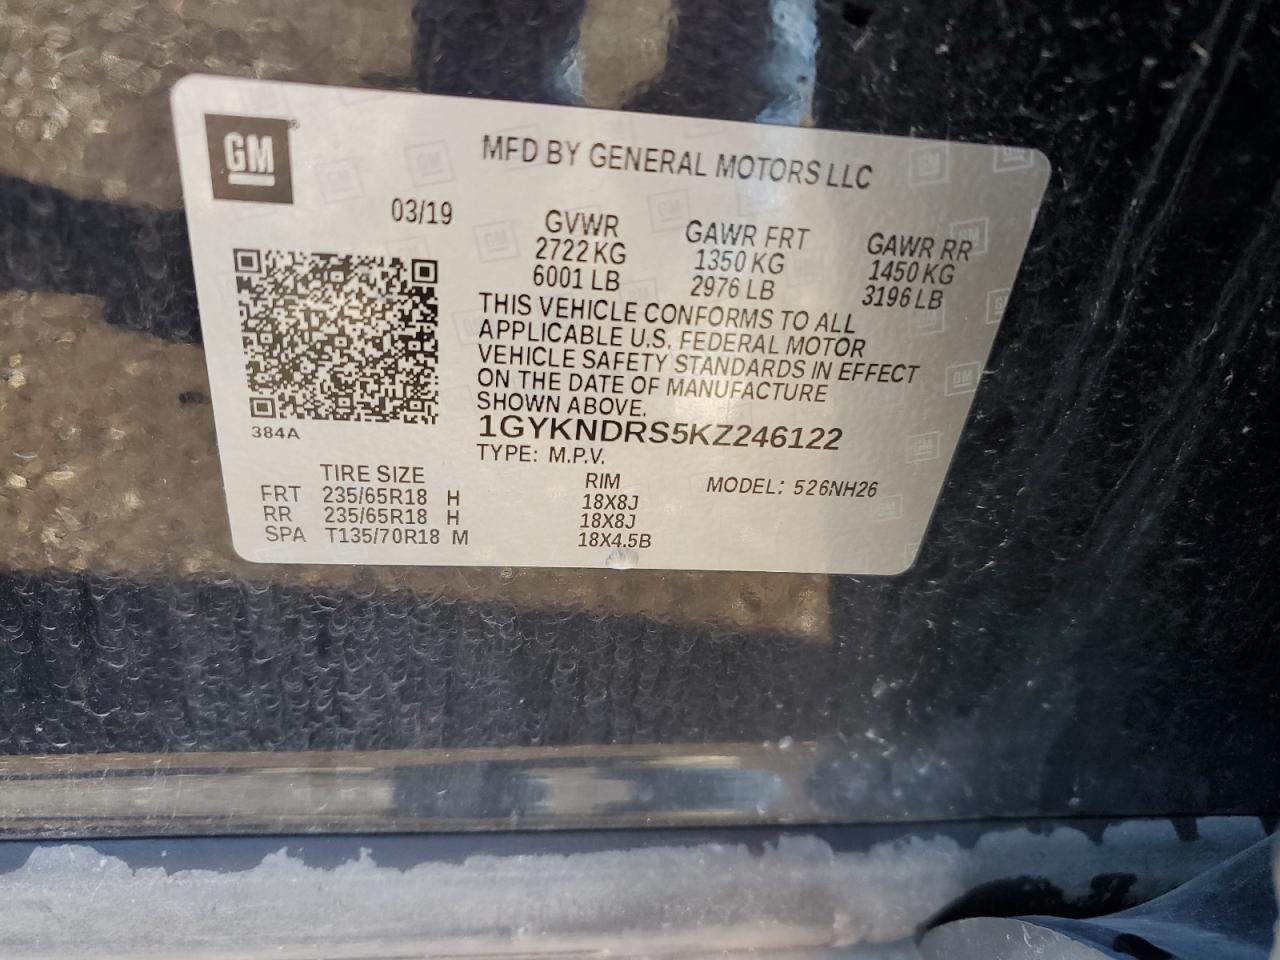 GM
MFD BY GENERAL MOTORS LLC
03/19
GVWR GAWR FRT GAWR RR
2722 KG 1350 KG 1450 KG
6001 LB 2976 LB 3196 LB
THIS VEHICLE CONFORMS TO ALL
APPLICABLE U.S. FEDERAL MOTOR
VEHICLE SAFETY STANDARDS IN EFFECT
ON THE DATE OF MANUFACTURE
SHOWN ABOVE.
384A
1GYKNDRS5KZ246122
TYPE: M.P.V.
TIRE SIZE RIM MODEL: 526NH26
FRT 235/65R18 H 18X8J
RR 235/65R18 H 18X8J
SPA T135/70R18 M 18X4.5B